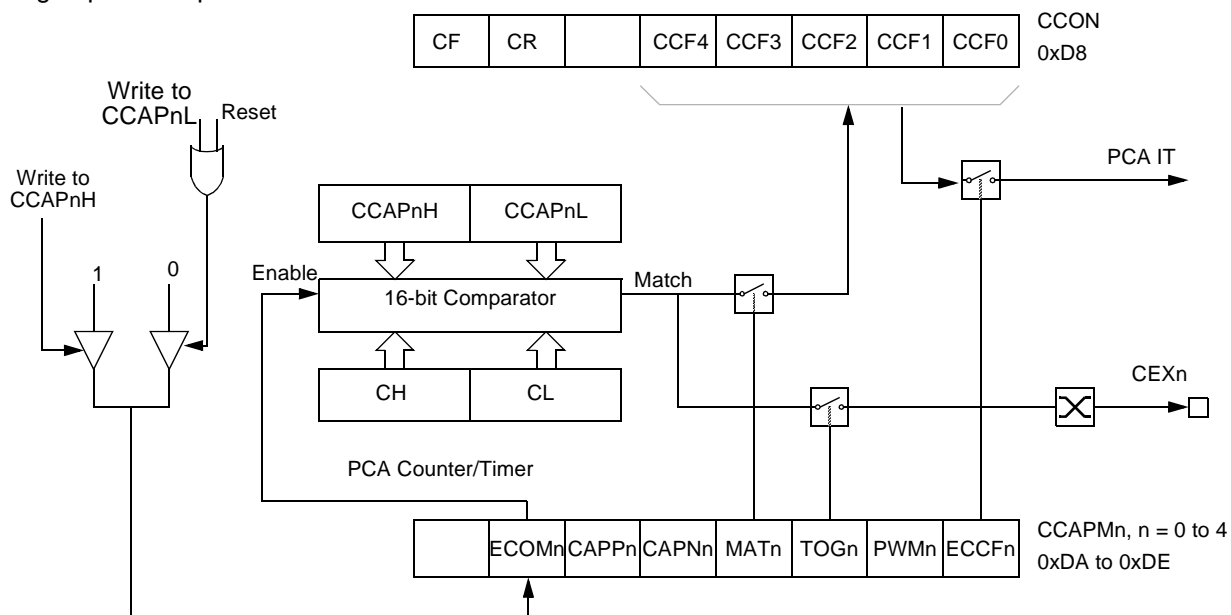 CF CR CCF4 CCF3 CCF2 CCF1 CCF0
CCON
0xD8
Write to
CCAPnL
Reset
Write to
CCAPnH
PCA IT
CCAPnH CCAPnL
Enable
16-bit Comparator
Match
1 0
CH CL
CEXn
PCA Counter/Timer
ECOMn CAPPn CAPNn MATn TOGn PWMn ECCFn
CCAPMn, n = 0 to 4
0xDA to 0xDE